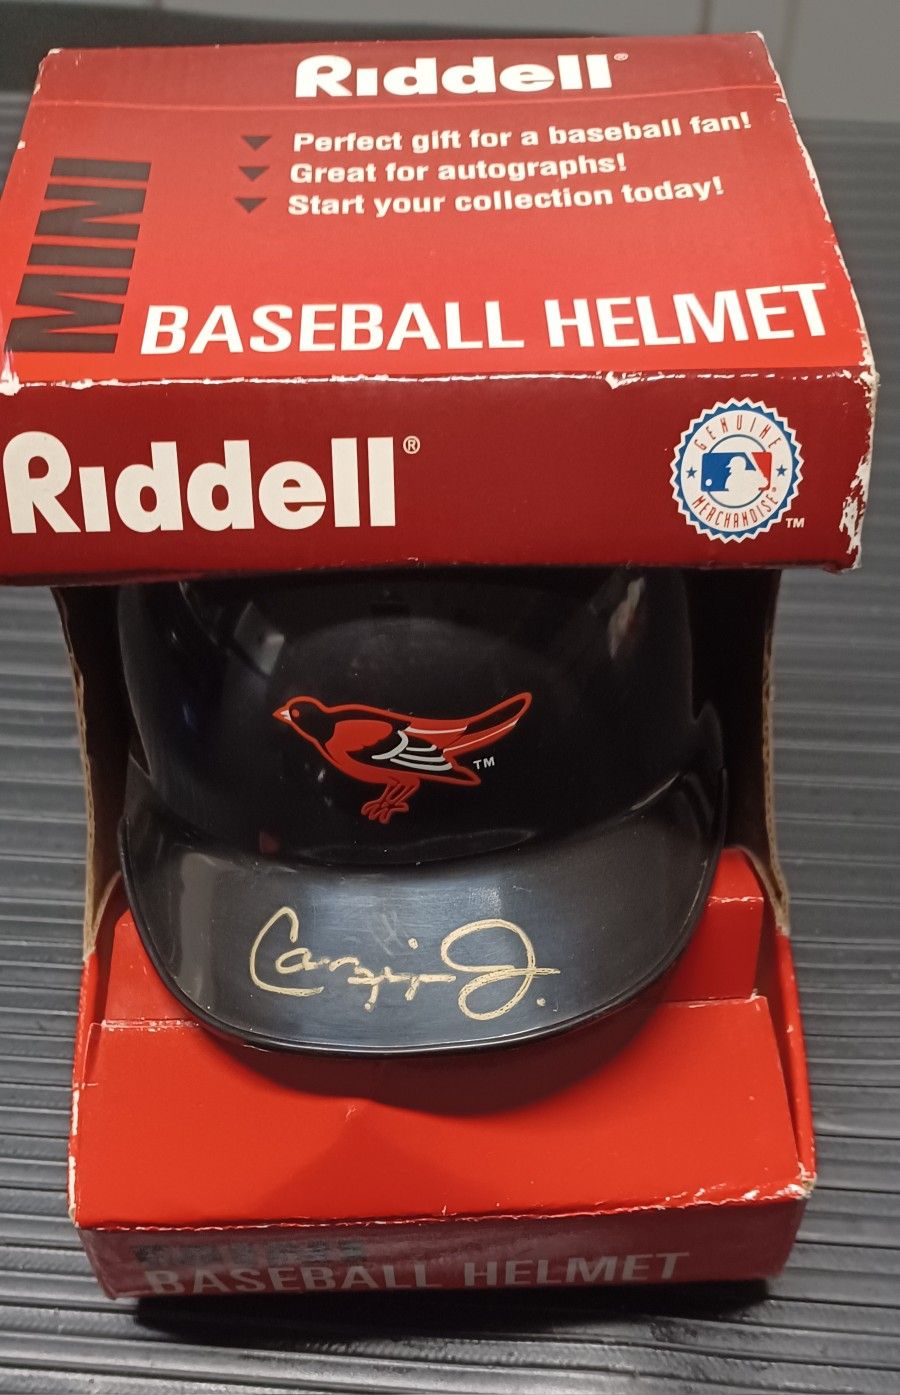 Riddell®
Perfect gift for a baseball fan!
Great for autographs!
Start your collection today!
MINI
BASEBALL HELMET
Riddell®
GENUINE
MERCHANDISE®
TM
TM
BASEBALL HELMET